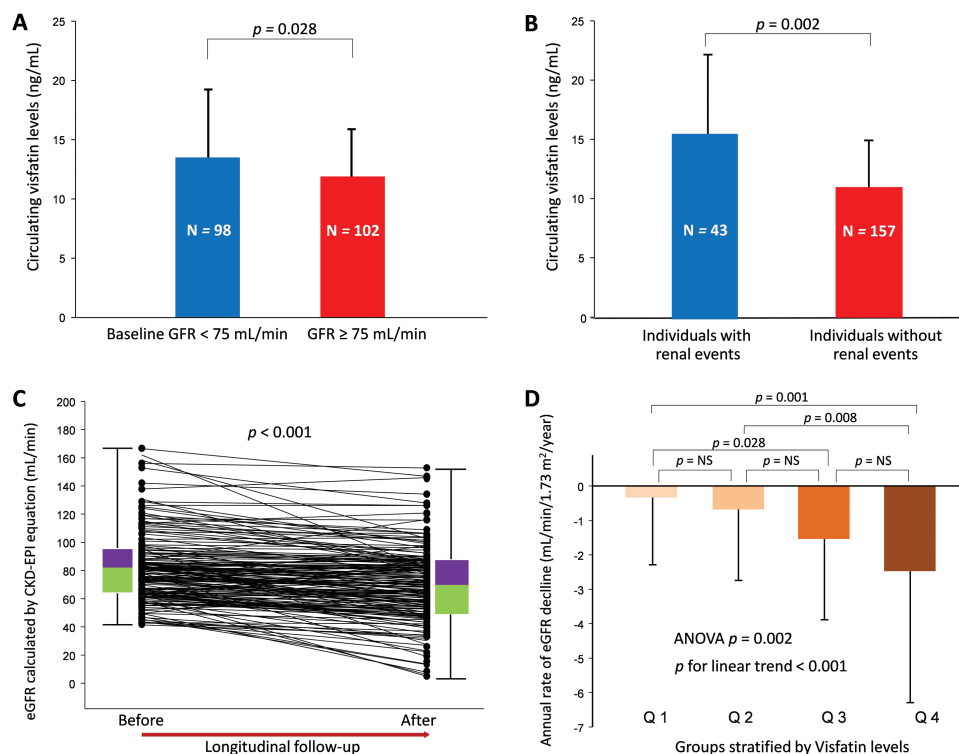 A
Circulating visfatin levels (ng/mL)
25
20
15
10
5
0
p = 0.028
N = 98
N = 102
Baseline GFR < 75 mL/min
GFR ≥ 75 mL/min
B
Circulating visfatin levels (ng/mL)
25
20
15
10
5
0
p = 0.002
N = 43
N = 157
Individuals with
renal events
Individuals without
renal events
C
eGFR calculated by CKD-EPI equation (mL/min)
200
180
160
140
120
100
80
60
40
20
0
p < 0.001
Before
After
Longitudinal follow-up
D
Annual rate of eGFR decline (mL/min/1.73 m²/year)
p = 0.001
p = 0.008
p = 0.028
p = NS
p = NS
p = NS
0
-1
-2
-3
-4
-5
-6
-7
ANOVA p = 0.002
p for linear trend < 0.001
Q 1
Q 2
Q 3
Q 4
Groups stratified by Visfatin levels